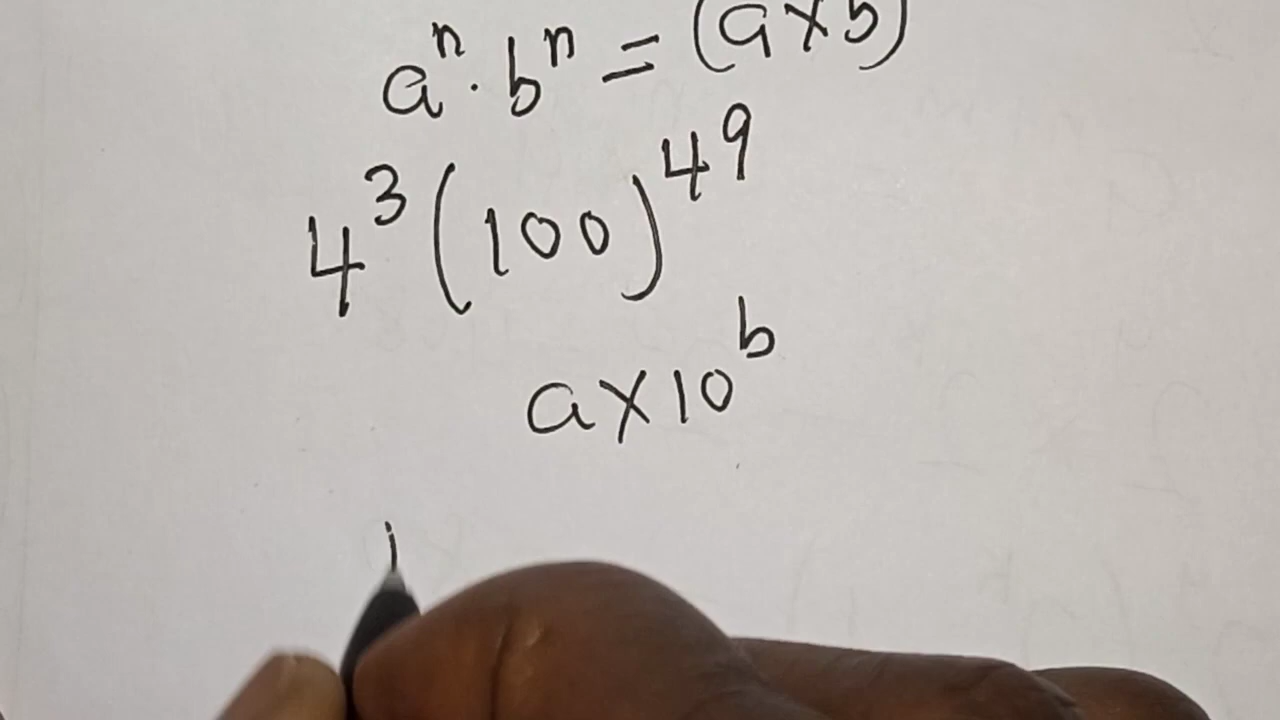 aⁿ · bⁿ = (a×b)
4³(100)⁴⁹
a×10ᵇ